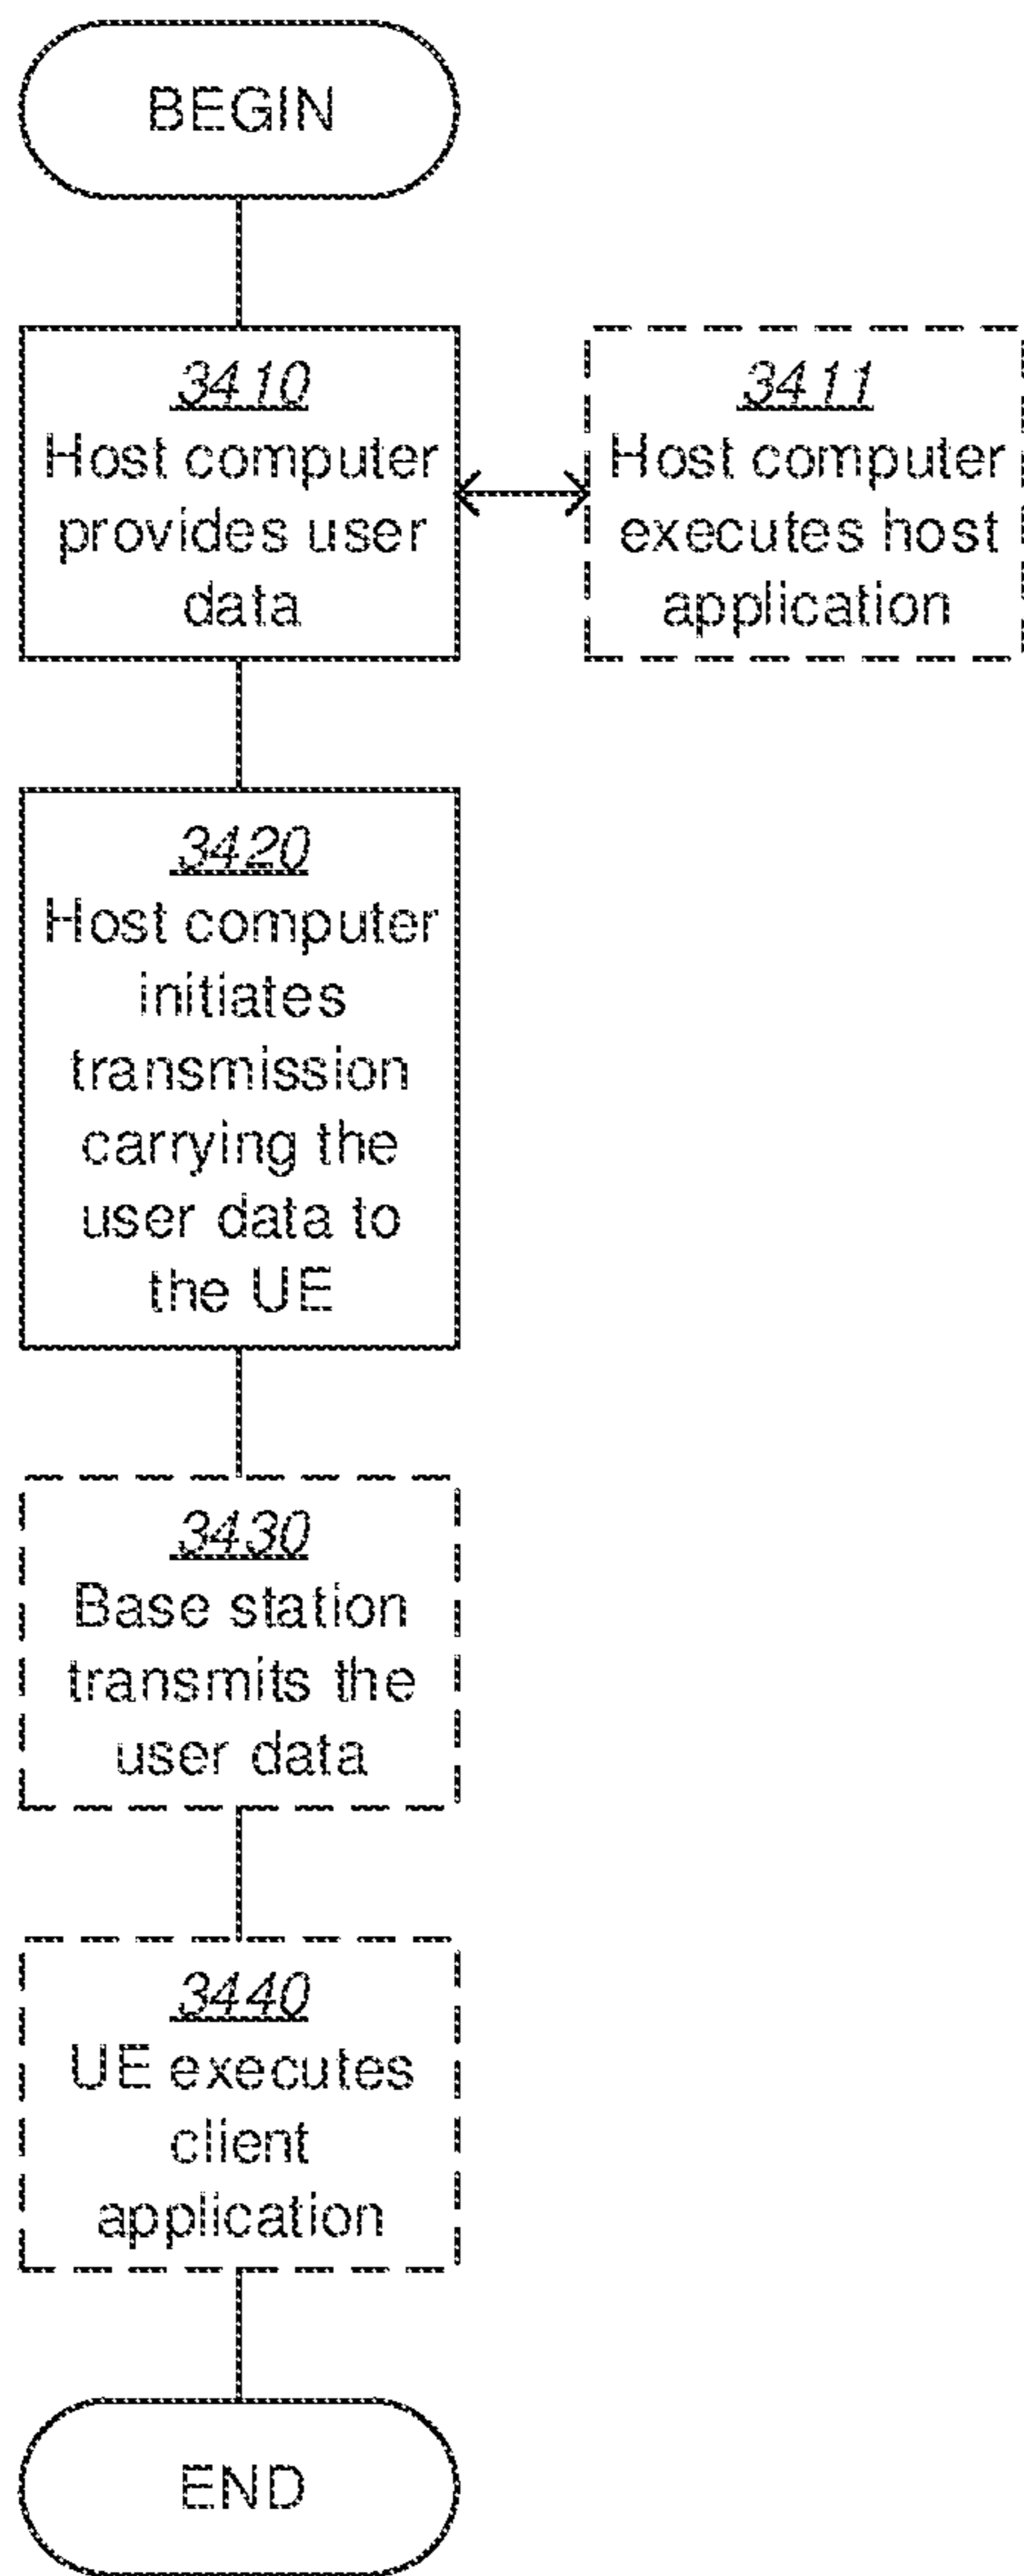 BEGIN
3410
Host computer
provides user
data
3411
Host computer
executes host
application
3420
Host computer
initiates
transmission
carrying the
user data to
the UE
3430
Base station
transmits the
user data
3440
UE executes
client
application
END